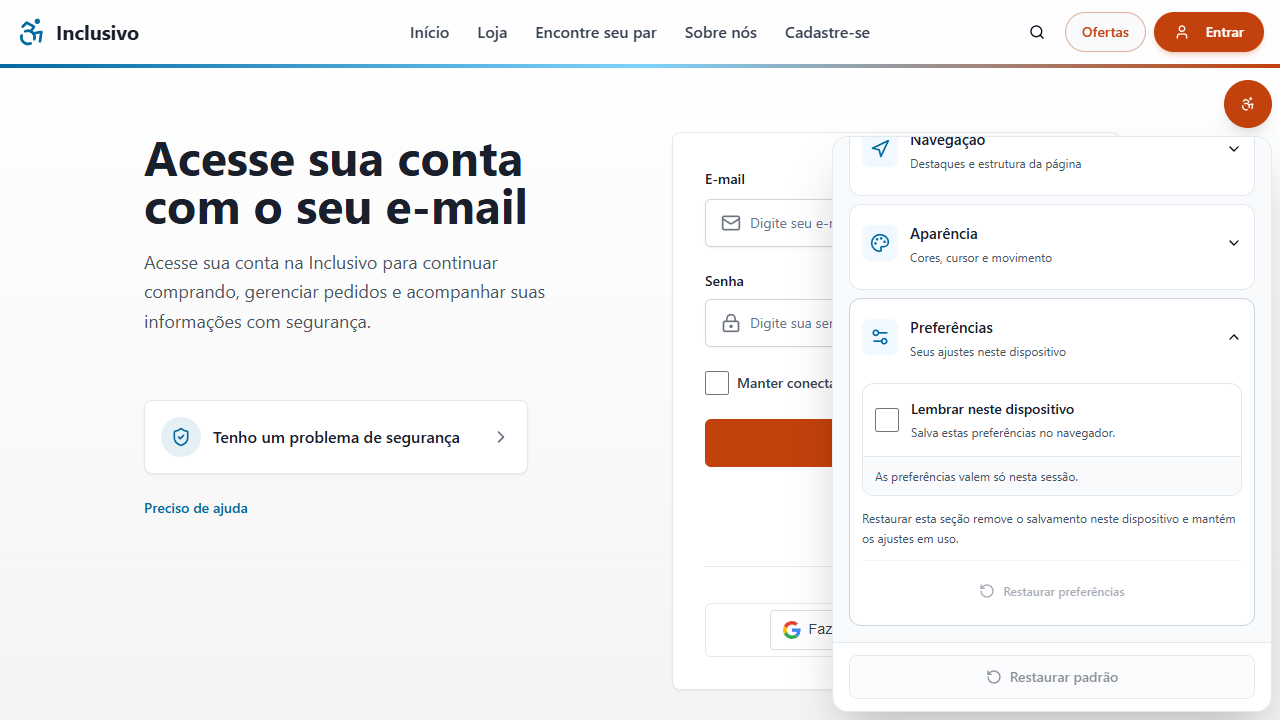 Inclusivo
Início
Loja
Encontre seu par
Sobre nós
Cadastre-se
Ofertas
Entrar
Acesse sua conta
com o seu e-mail
Acesse sua conta na Inclusivo para continuar
comprando, gerenciar pedidos e acompanhar suas
informações com segurança.
Tenho um problema de segurança
Preciso de ajuda
E-mail
Digite seu e-
Senha
Digite sua
Manter
Navegação
Destaques e estrutura da página
Aparência
Cores, cursor e movimento
Preferências
Seus ajustes neste dispositivo
Lembrar neste dispositivo
Salva estas preferências no navegador.
As preferências valem só nesta sessão.
Restaurar esta seção remove o salvamento neste dispositivo e mantém
os ajustes em uso.
Restaurar preferências
Restaurar padrão